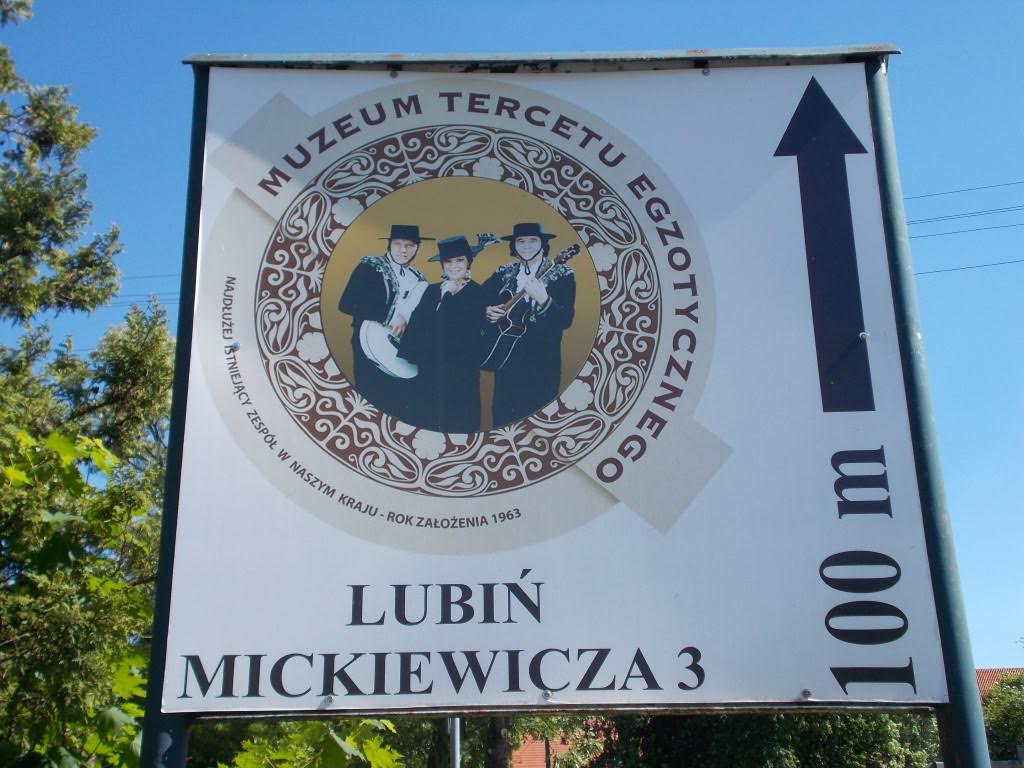 MUZEUM TERCETU EGZOTYCZNEGO
NAJDŁUŻEJ ISTNIEJĄCY ZESPÓŁ W NASZYM KRAJU - ROK ZAŁOŻENIA 1963
LUBIŃ
MICKIEWICZA 3
100 m